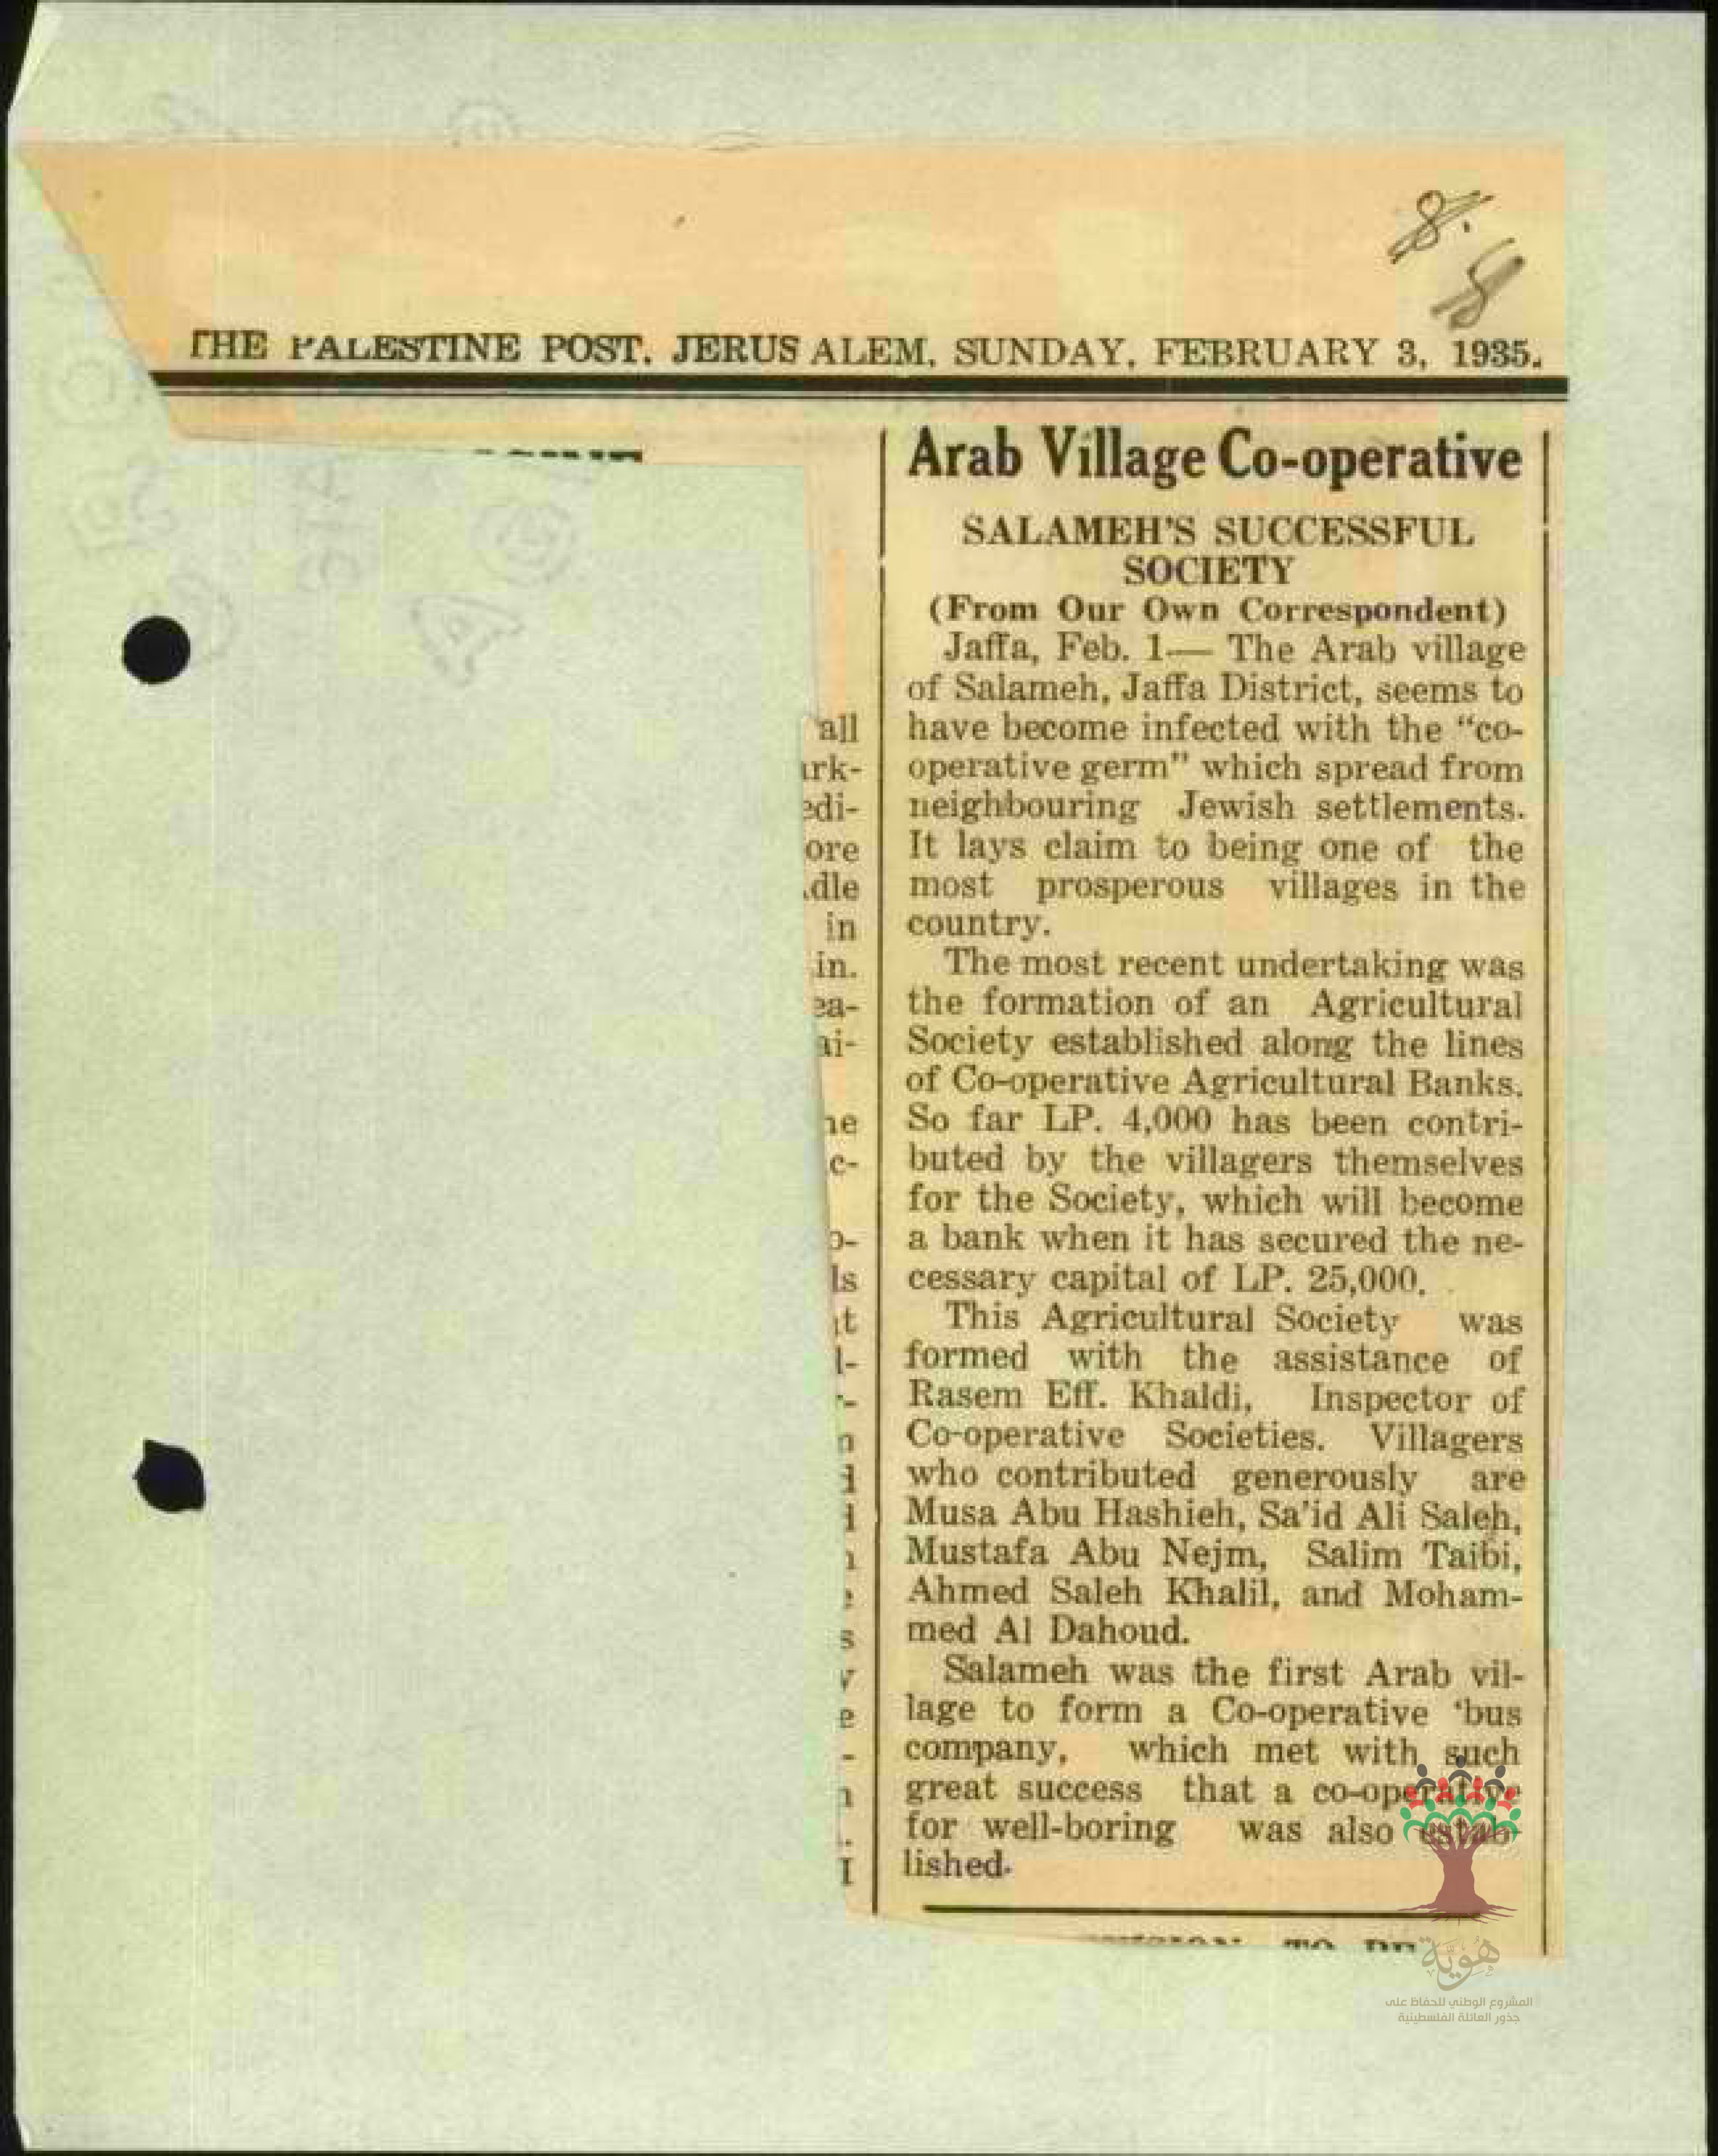 8.
THE PALESTINE POST. JERUSALEM, SUNDAY, FEBRUARY 3, 1935.
Arab Village Co-operative
SALAMEH'S SUCCESSFUL
SOCIETY
(From Our Own Correspondent)
Jaffa, Feb. 1— The Arab village
of Salameh, Jaffa District, seems to
have become infected with the “co-
operative germ” which spread from
neighbouring Jewish settlements.
It lays claim to being one of the
most prosperous villages in the
country.
The most recent undertaking was
the formation of an Agricultural
Society established along the lines
of Co-operative Agricultural Banks.
So far LP. 4,000 has been contri-
buted by the villagers themselves
for the Society, which will become
a bank when it has secured the ne-
cessary capital of LP. 25,000.
This Agricultural Society was
formed with the assistance of
Rasem Eff. Khaldi, Inspector of
Co-operative Societies. Villagers
who contributed generously are
Musa Abu Hashieh, Sa'id Ali Saleh,
Mustafa Abu Nejm, Salim Taibi,
Ahmed Saleh Khalil, and Moham-
med Al Dahoud.
Salameh was the first Arab vil-
lage to form a Co-operative 'bus
company, which met with such
great success that a co-operative
for well-boring was also estab-
lished.
هُوِيَّة
المشروع الوطني للحفاظ على
جذور العائلة الفلسطينية